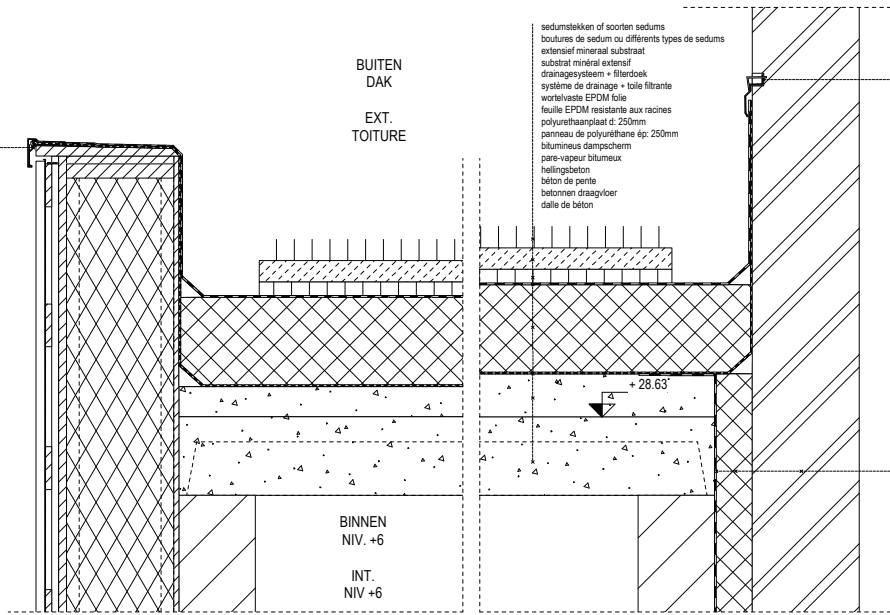 BUITEN
DAK
EXT.
TOITURE
sedumstekken of soorten sedums
boutures de sedum ou différents types de sedums
extensief mineraal substraat
substrat minéral extensif
drainagesysteem + filterdoek
système de drainage + toile filtrante
wortelvaste EPDM folie
feuille EPDM resistante aux racines
polyurethaanplaat d: 250mm
panneau de polyuréthane ép: 250mm
bitumineus dampscherm
pare-vapeur bitumeux
hellingsbeton
béton de pente
betonnen draagvloer
dalle de béton
+ 28.63
BINNEN
NIV. +6
INT.
NIV +6